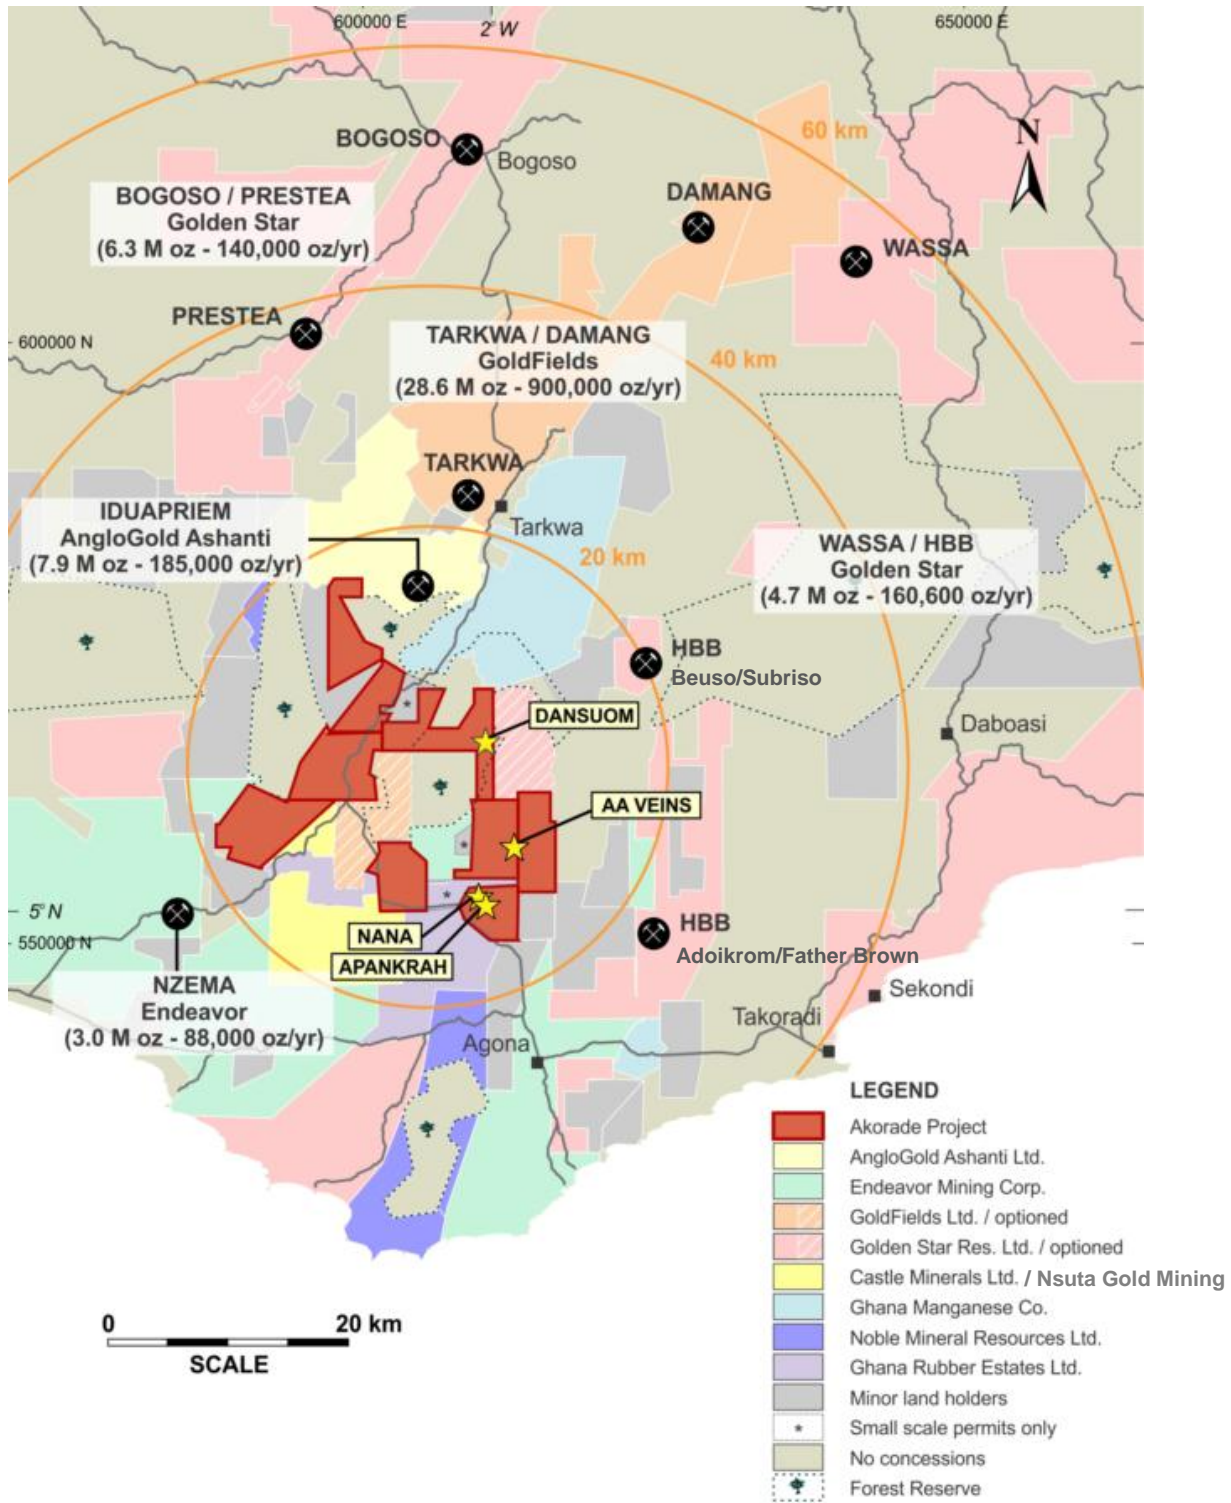 600000 E
2° W
650000 E
60 km
N
BOGOSO
Bogoso
BOGOSO / PRESTEA
Golden Star
(6.3 M oz - 140,000 oz/yr)
DAMANG
WASSA
PRESTEA
600000 N
TARKWA / DAMANG
GoldFields
(28.6 M oz - 900,000 oz/yr)
40 km
TARKWA
Tarkwa
IDUAPRIEM
AngloGold Ashanti
(7.9 M oz - 185,000 oz/yr)
20 km
WASSA / HBB
Golden Star
(4.7 M oz - 160,600 oz/yr)
HBB
Beuso/Subriso
DANSUOM
Daboasi
AA VEINS
5° N
550000 N
NANA
APANKRAH
HBB
Adoikrom/Father Brown
NZEMA
Endeavor
(3.0 M oz - 88,000 oz/yr)
Sekondi
Takoradi
Agona
LEGEND
Akorade Project
AngloGold Ashanti Ltd.
Endeavor Mining Corp.
GoldFields Ltd. / optioned
Golden Star Res. Ltd. / optioned
Castle Minerals Ltd. / Nsuta Gold Mining
Ghana Manganese Co.
Noble Mineral Resources Ltd.
Ghana Rubber Estates Ltd.
Minor land holders
* Small scale permits only
No concessions
Forest Reserve
0 20 km
SCALE